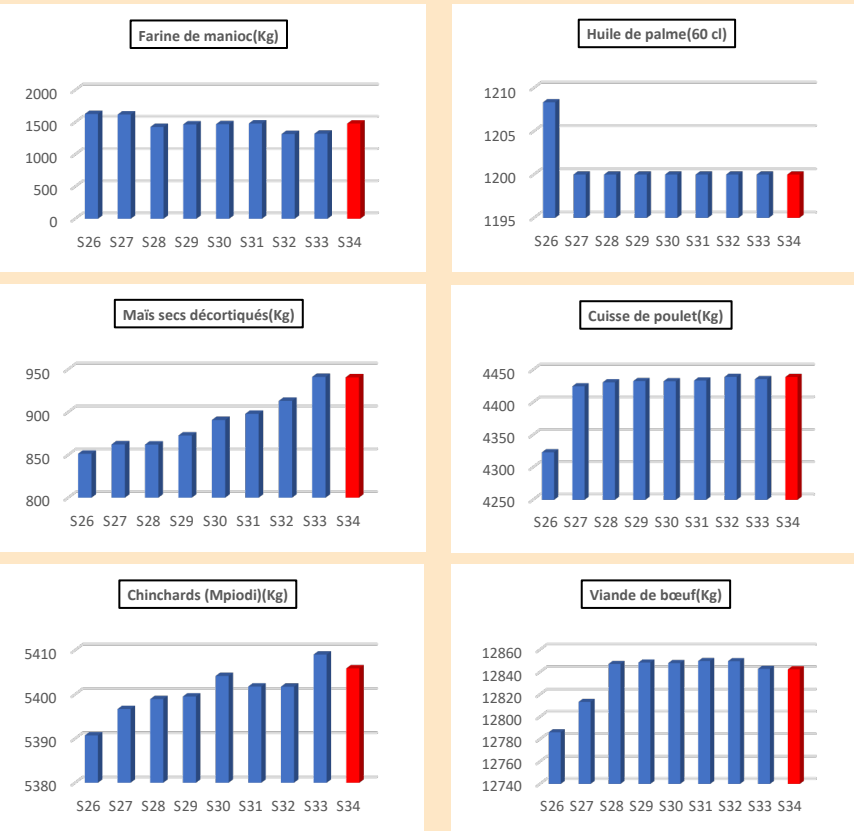 Farine de manioc(Kg)
2000
1500
1000
500
0
S26 S27 S28 S29 S30 S31 S32 S33 S34
Huile de palme(60 cl)
1210
1205
1200
1195
S26 S27 S28 S29 S30 S31 S32 S33 S34
Maïs secs décortiqués(Kg)
950
900
850
800
S26 S27 S28 S29 S30 S31 S32 S33 S34
Cuisse de poulet(Kg)
4450
4400
4350
4300
4250
S26 S27 S28 S29 S30 S31 S32 S33 S34
Chinchards (Mpiodi)(Kg)
5410
5400
5390
5380
S26 S27 S28 S29 S30 S31 S32 S33 S34
Viande de bœuf(Kg)
12860
12840
12820
12800
12780
12760
12740
S26 S27 S28 S29 S30 S31 S32 S33 S34